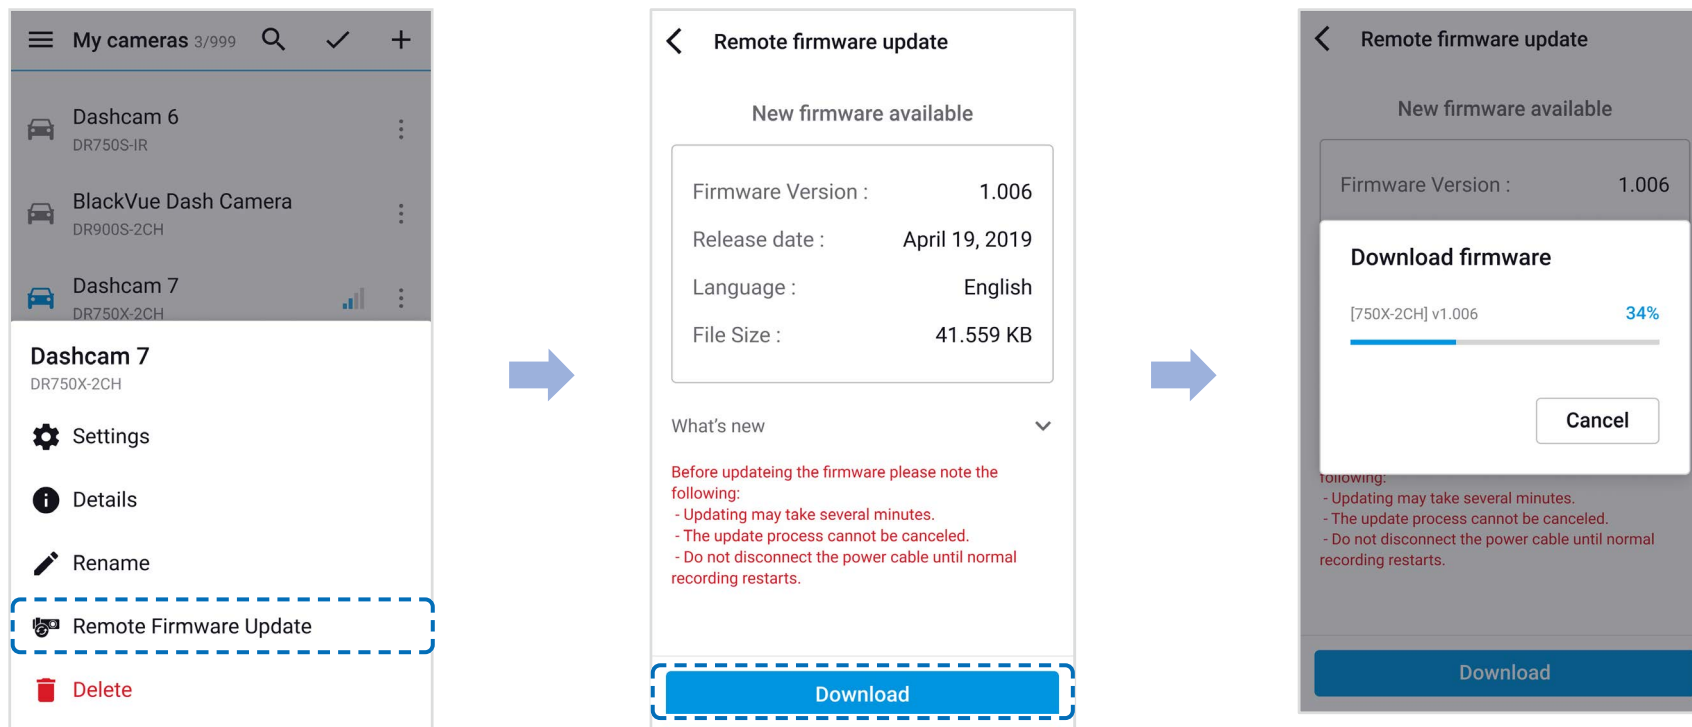 My cameras 3/999
Dashcam 6
DR750S-IR
BlackVue Dash Camera
DR900S-2CH
Dashcam 7
DR750X-2CH
Dashcam 7
DR750X-2CH
Settings
Details
Rename
Remote Firmware Update
Delete
Remote firmware update
New firmware available
Firmware Version : 1.006
Release date : April 19, 2019
Language : English
File Size : 41.559 KB
What's new
Before updateing the firmware please note the
following:
- Updating may take several minutes.
- The update process cannot be canceled.
- Do not disconnect the power cable until normal
recording restarts.
Download
Remote firmware update
New firmware available
Firmware Version : 1.006
Download firmware
[750X-2CH] v1.006 34%
Cancel
following:
- Updating may take several minutes.
- The update process cannot be canceled.
- Do not disconnect the power cable until normal
recording restarts.
Download